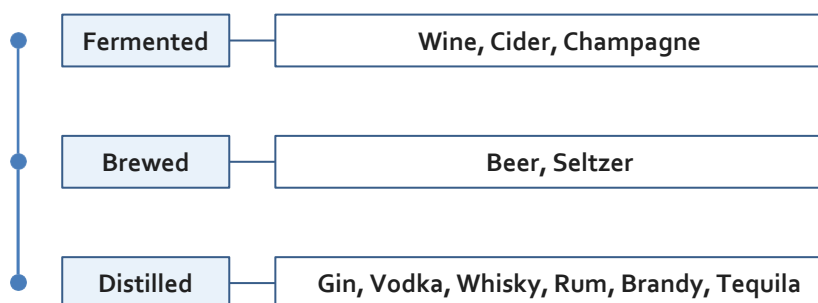 Fermented
Wine, Cider, Champagne
Brewed
Beer, Seltzer
Distilled
Gin, Vodka, Whisky, Rum, Brandy, Tequila